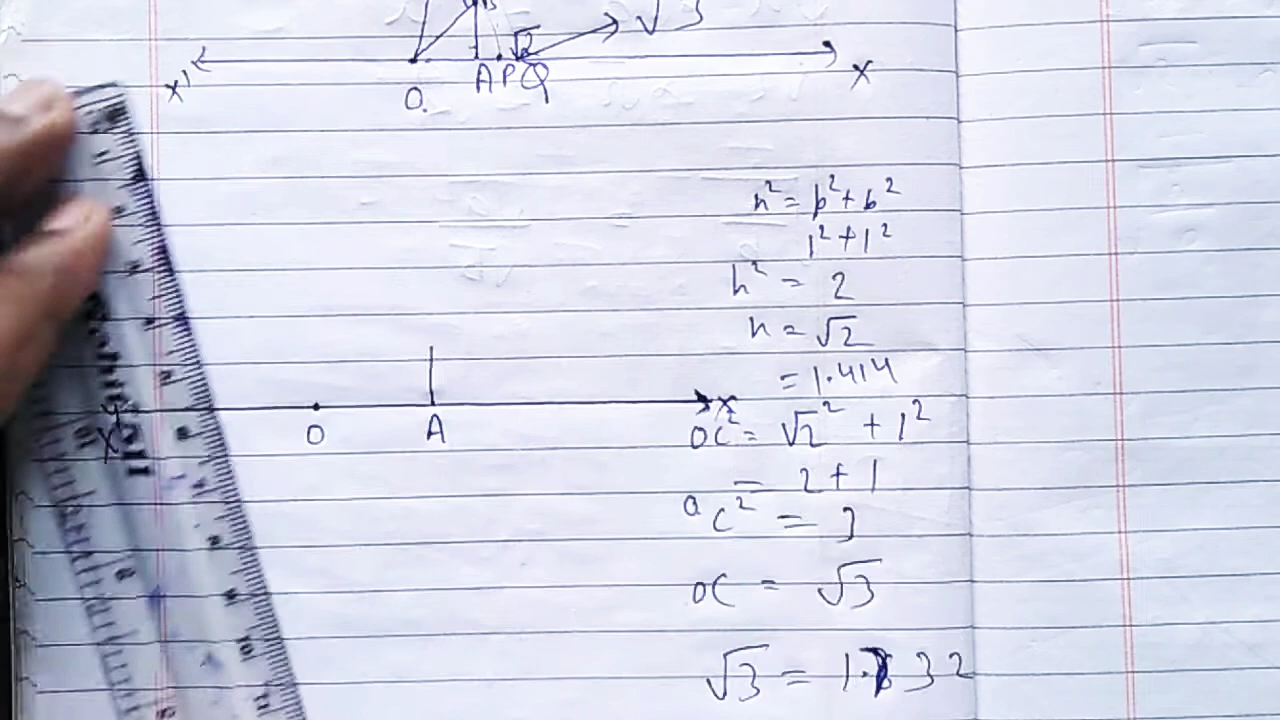 √3
√2
X' A P Q X
O.
h² = p² + b²
1² + 1²
h² = 2
h = √2
= 1.414
X
O A
OC² = √2² + 1²
= 2 + 1
OC² = 3
OC = √3
√3 = 1.732